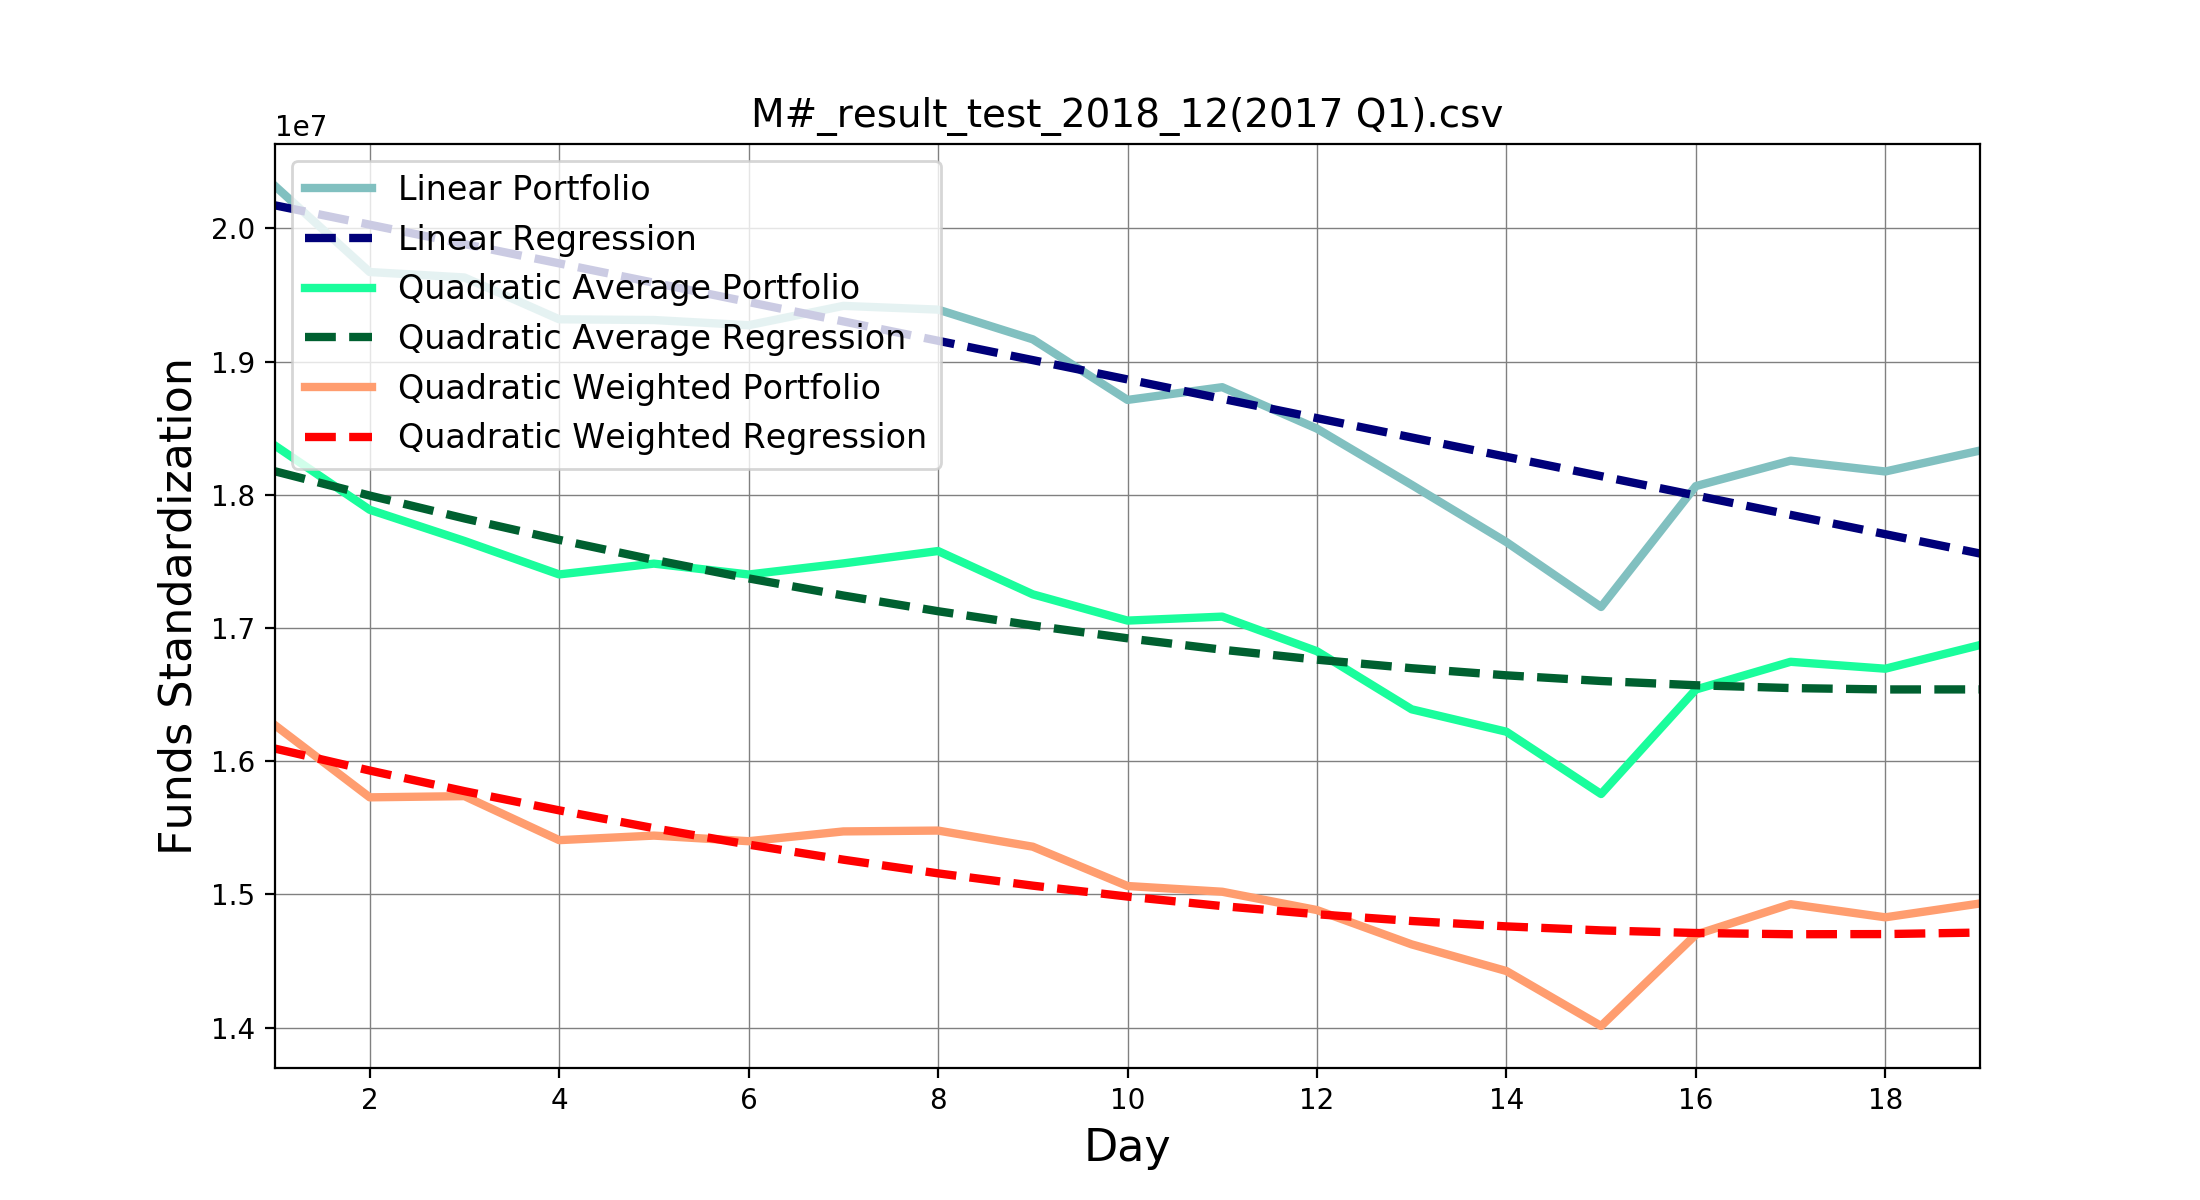 M#_result_test_2018_12(2017 Q1).csv
1e7
Linear Portfolio
Linear Regression
Quadratic Average Portfolio
Quadratic Average Regression
Quadratic Weighted Portfolio
Quadratic Weighted Regression
2.0
1.9
1.8
1.7
1.6
1.5
1.4
Funds Standardization
2 4 6 8 10 12 14 16 18
Day